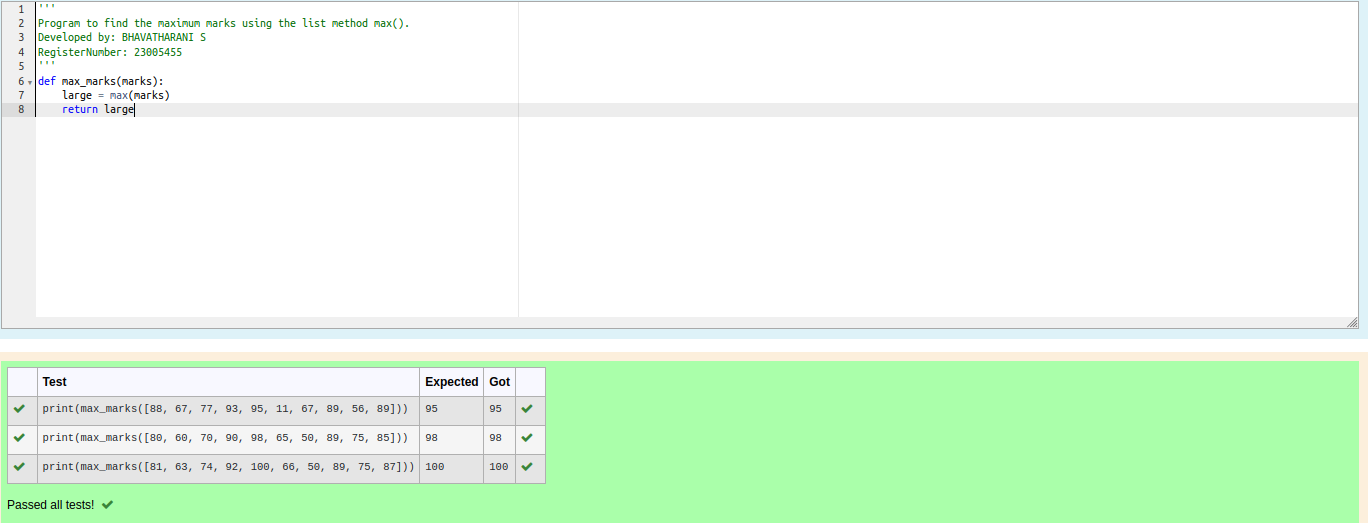 1 '''
2 Program to find the maximum marks using the list method max().
3 Developed by: BHAVATHARANI S
4 RegisterNumber: 23005455
5 '''
6 def max_marks(marks):
7     large = max(marks)
8     return large
Test Expected Got
print(max_marks([88, 67, 77, 93, 95, 11, 67, 89, 56, 89])) 95 95
print(max_marks([80, 60, 70, 90, 98, 65, 50, 89, 75, 85])) 98 98
print(max_marks([81, 63, 74, 92, 100, 66, 50, 89, 75, 87])) 100 100
Passed all tests!